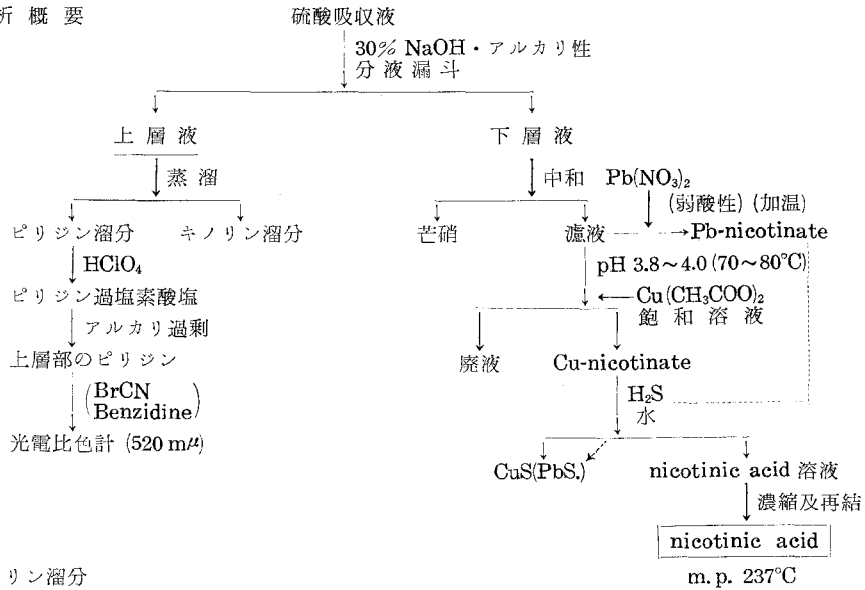 析 概 要
硫酸吸収液
30% NaOH・アルカリ性
分 液 漏 斗
上 層 液
下 層 液
蒸 溜
中和 Pb(NO₃)₂
(弱酸性) (加温)
ピリジン溜分 キノリン溜分
芒硝 濾液 →Pb-nicotinate
HClO₄
pH 3.8~4.0 (70~80°C)
ピリジン過塩素酸塩
←Cu(CH₃COO)₂
飽 和 溶 液
アルカリ過剰
上層部のピリジン
廃液 Cu-nicotinate
(BrCN
Benzidine)
H₂S
水
光電比色計 (520 mμ)
CuS(PbS.) nicotinic acid 溶液
濃縮及再結
nicotinic acid
リン溜分
m. p. 237°C